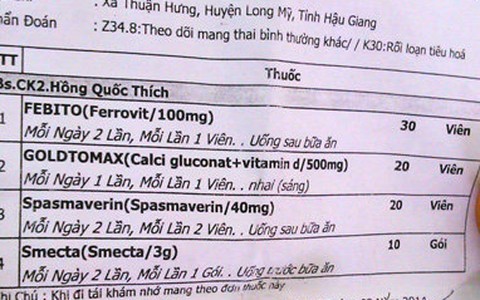 : Xã Thuận Hưng, Huyện Long Mỹ, Tỉnh Hậu Giang
ẩn Đoán : Z34.8:Theo dõi mang thai bình thường khác/ / K30:Rối loạn tiêu hoá
TT Thuốc
Bs.CK2.Hồng Quốc Thích
1 FEBITO(Ferrovit/100mg) 30 Viên
Mỗi Ngày 2 Lần, Mỗi Lần 1 Viên. . Uống sau bữa ăn
2 GOLDTOMAX(Calci gluconat+vitamin d/500mg) 20 Viên
Mỗi Ngày 1 Lần, Mỗi Lần 1 Viên. . nhai (sáng)
3 Spasmaverin(Spasmaverin/40mg) 20 Viên
Mỗi Ngày 2 Lần, Mỗi Lần 2 Viên. . Uống sau bữa ăn
4 Smecta(Smecta/3g) 10 Gói
Mỗi Ngày 2 Lần, Mỗi Lần 1 Gói. . Uống trước bữa ăn
hi Chú : Khi đi tái khám nhớ mang theo đơn thuốc này